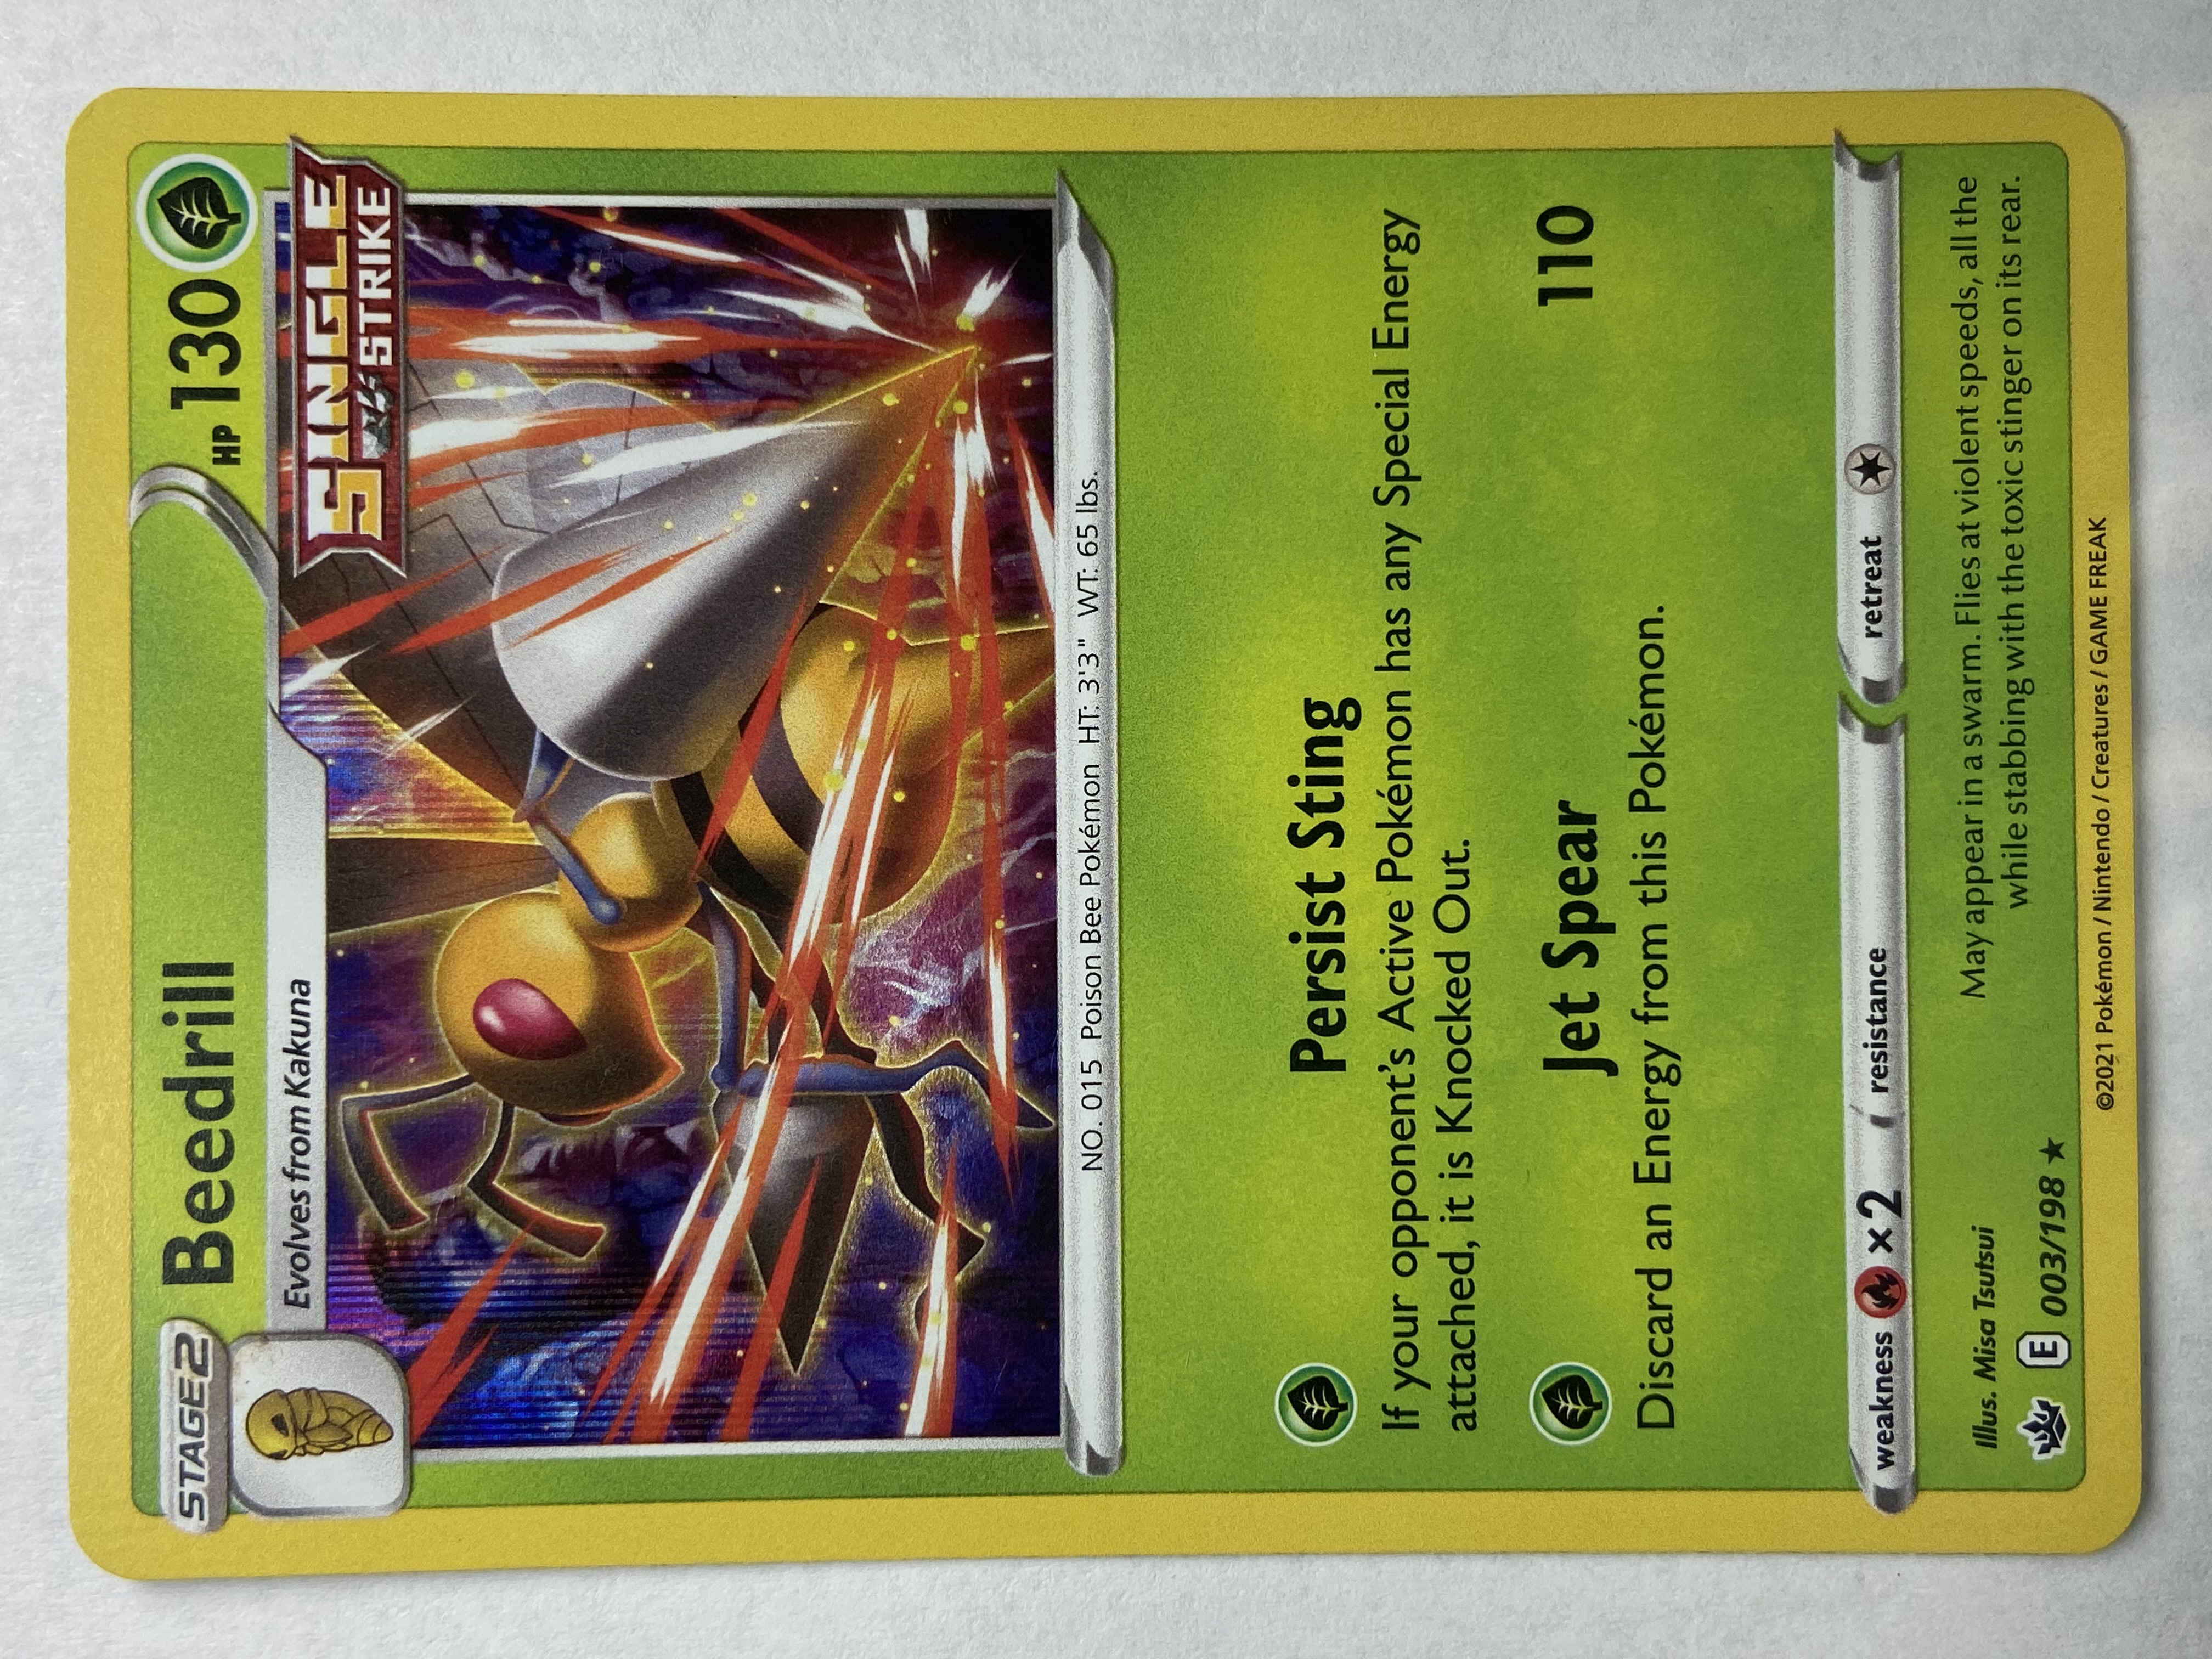 STAGE2
Beedrill
HP 130
Evolves from Kakuna
SINGLE
STRIKE
NO. 015 Poison Bee Pokémon HT: 3'3" WT: 65 lbs.
Persist Sting
If your opponent's Active Pokémon has any Special Energy
attached, it is Knocked Out.
Jet Spear 110
Discard an Energy from this Pokémon.
weakness ×2 resistance retreat
Illus. Misa Tsutsui
May appear in a swarm. Flies at violent speeds, all the
while stabbing with the toxic stinger on its rear.
E 003/198 ★
©2021 Pokémon / Nintendo / Creatures / GAME FREAK